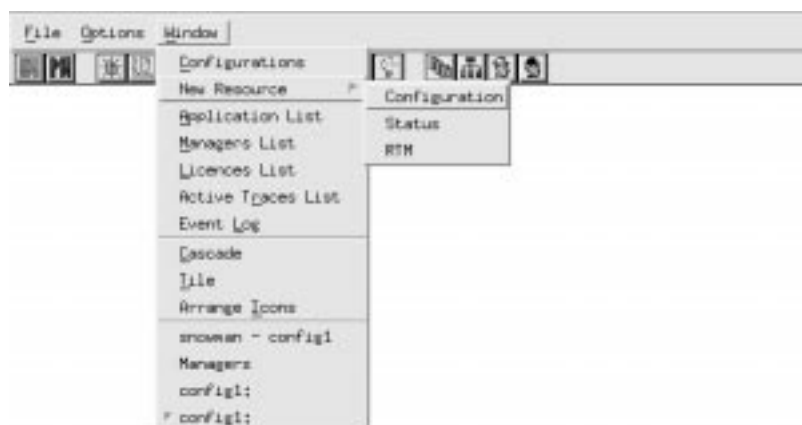 File Options Window
Configurations
New Resource
Configuration
Application List
Status
Managers List
RTM
Licences List
Active Traces List
Event Log
Cascade
Tile
Arrange Icons
snowman - config1
Managers
config1:
config1: